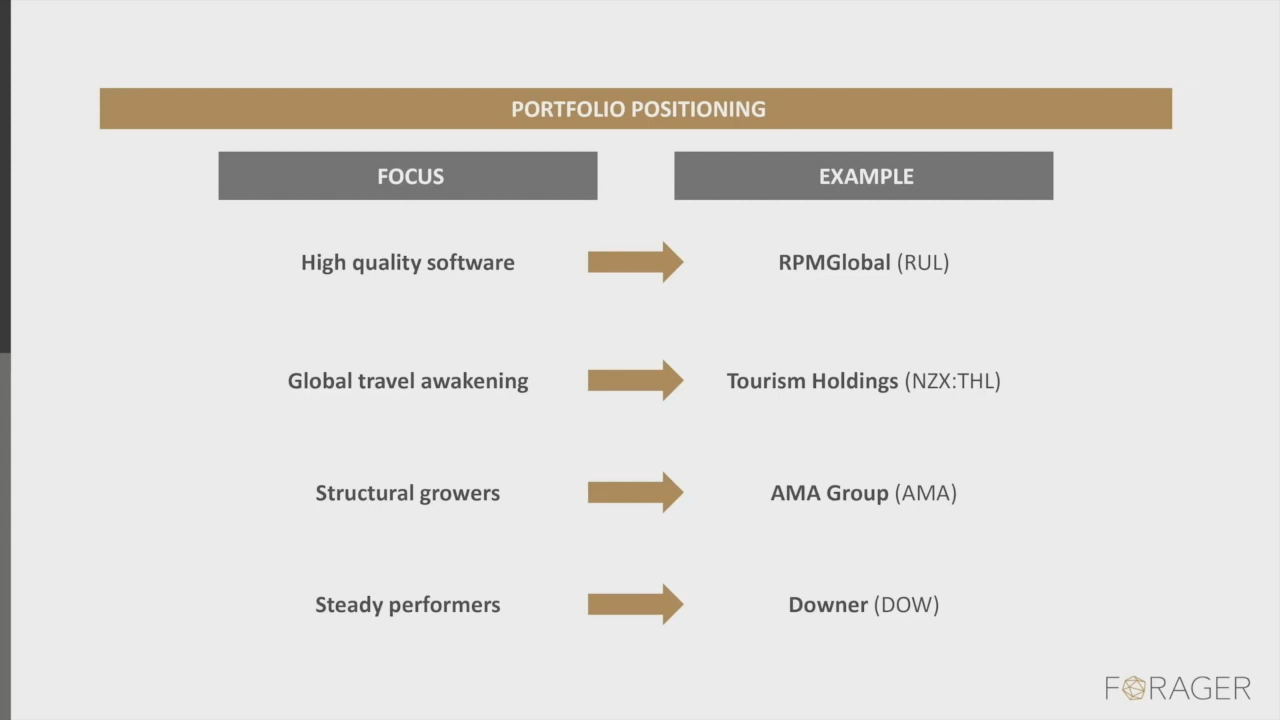 PORTFOLIO POSITIONING
FOCUS
EXAMPLE
High quality software
RPMGlobal (RUL)
Global travel awakening
Tourism Holdings (NZX:THL)
Structural growers
AMA Group (AMA)
Steady performers
Downer (DOW)
FORAGER